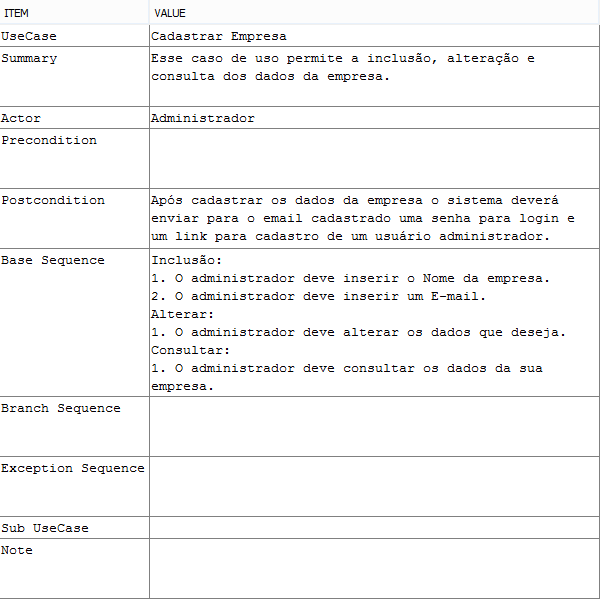 ITEM VALUE
UseCase Cadastrar Empresa
Summary Esse caso de uso permite a inclusão, alteração e
consulta dos dados da empresa.
Actor Administrador
Precondition
Postcondition Após cadastrar os dados da empresa o sistema deverá
enviar para o email cadastrado uma senha para login e
um link para cadastro de um usuário administrador.
Base Sequence Inclusão:
1. O administrador deve inserir o Nome da empresa.
2. O administrador deve inserir um E-mail.
Alterar:
1. O administrador deve alterar os dados que deseja.
Consultar:
1. O administrador deve consultar os dados da sua
empresa.
Branch Sequence
Exception Sequence
Sub UseCase
Note